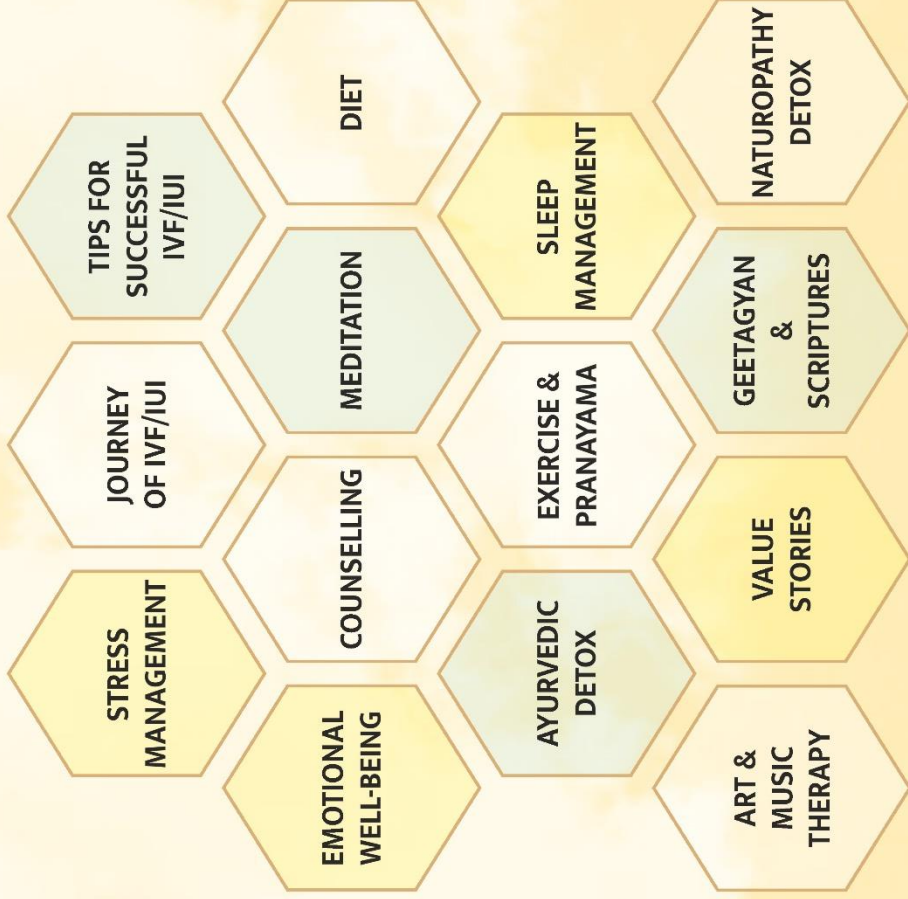 STRESS
MANAGEMENT
JOURNEY
OF IVF/IUI
TIPS FOR
SUCCESSFUL
IVF/IUI
EMOTIONAL
WELL-BEING
COUNSELLING
MEDITATION
DIET
AYURVEDIC
DETOX
EXERCISE &
PRANAYAMA
SLEEP
MANAGEMENT
ART &
MUSIC
THERAPY
VALUE
STORIES
GEETAGYAN
&
SCRIPTURES
NATUROPATHY
DETOX